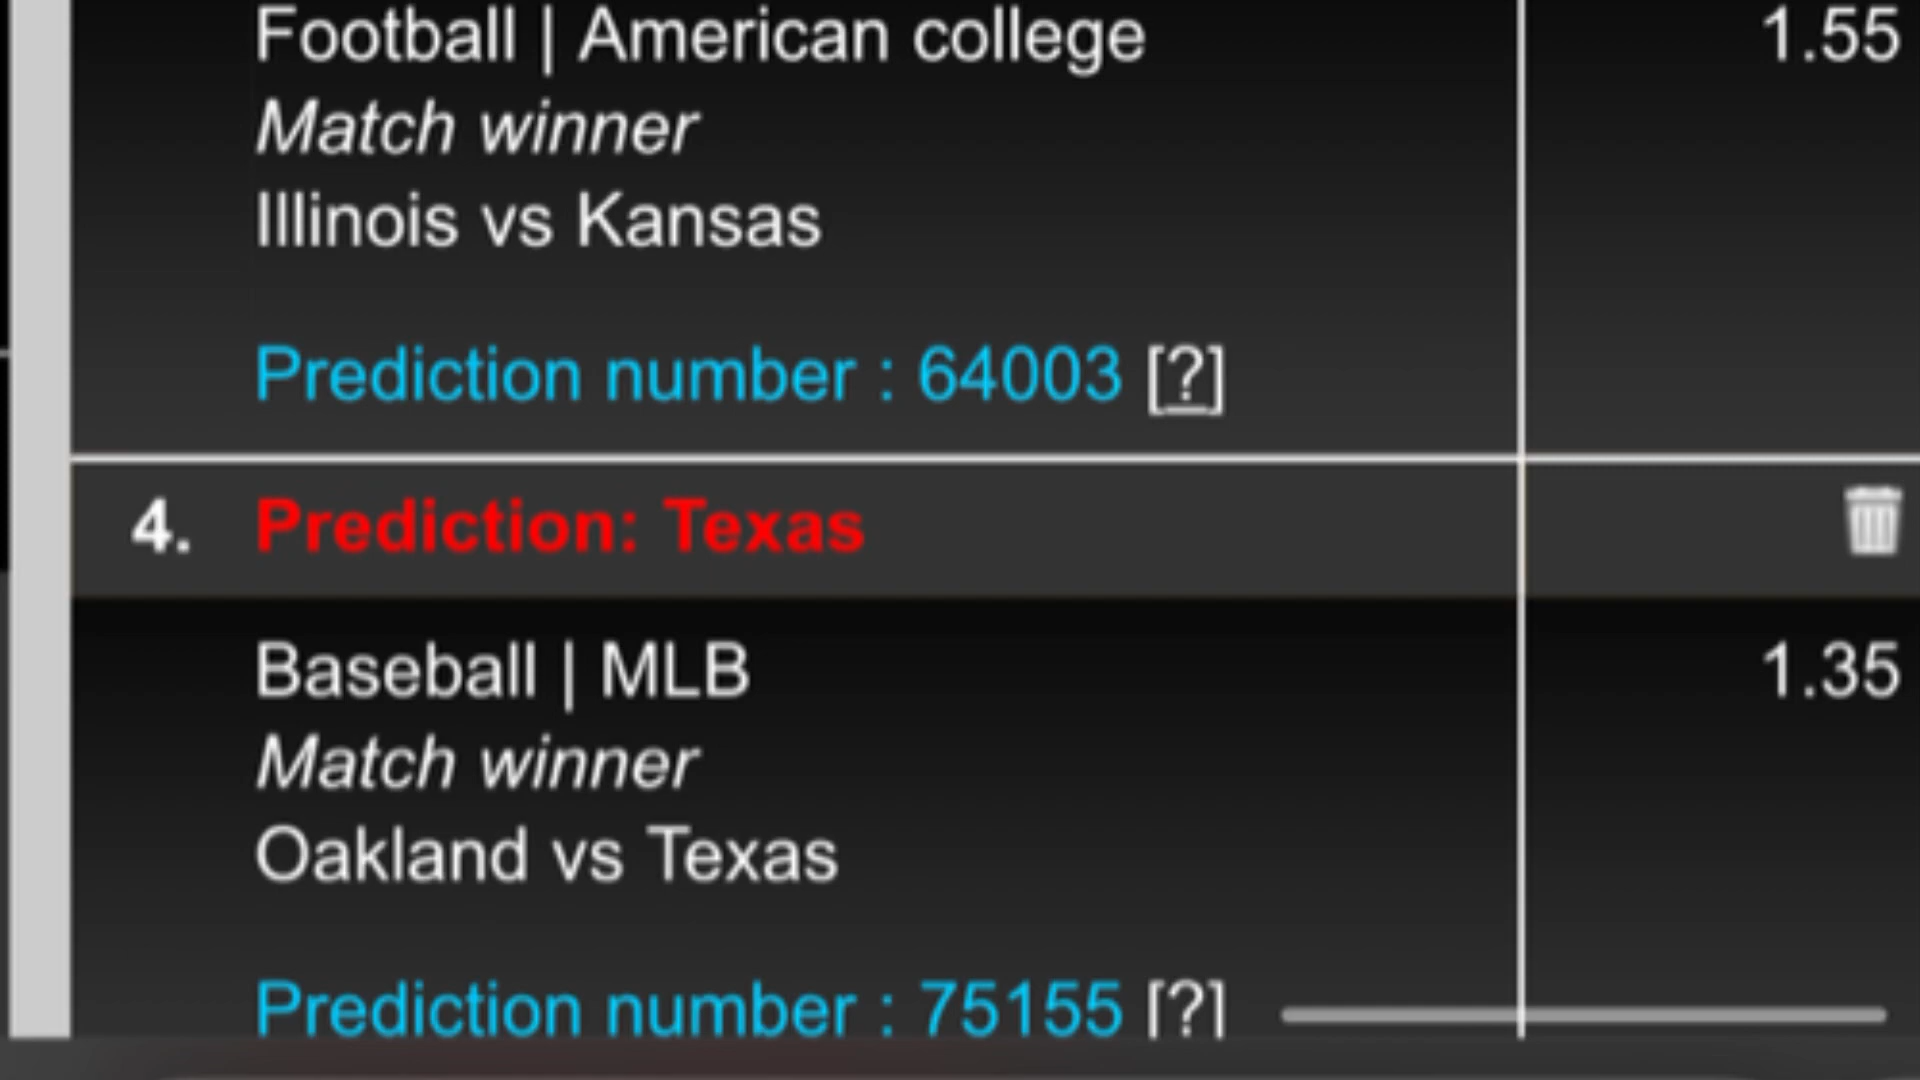 Football | American college 1.55
Match winner
Illinois vs Kansas
Prediction number : 64003 [?]
4. Prediction: Texas
Baseball | MLB 1.35
Match winner
Oakland vs Texas
Prediction number : 75155 [?]